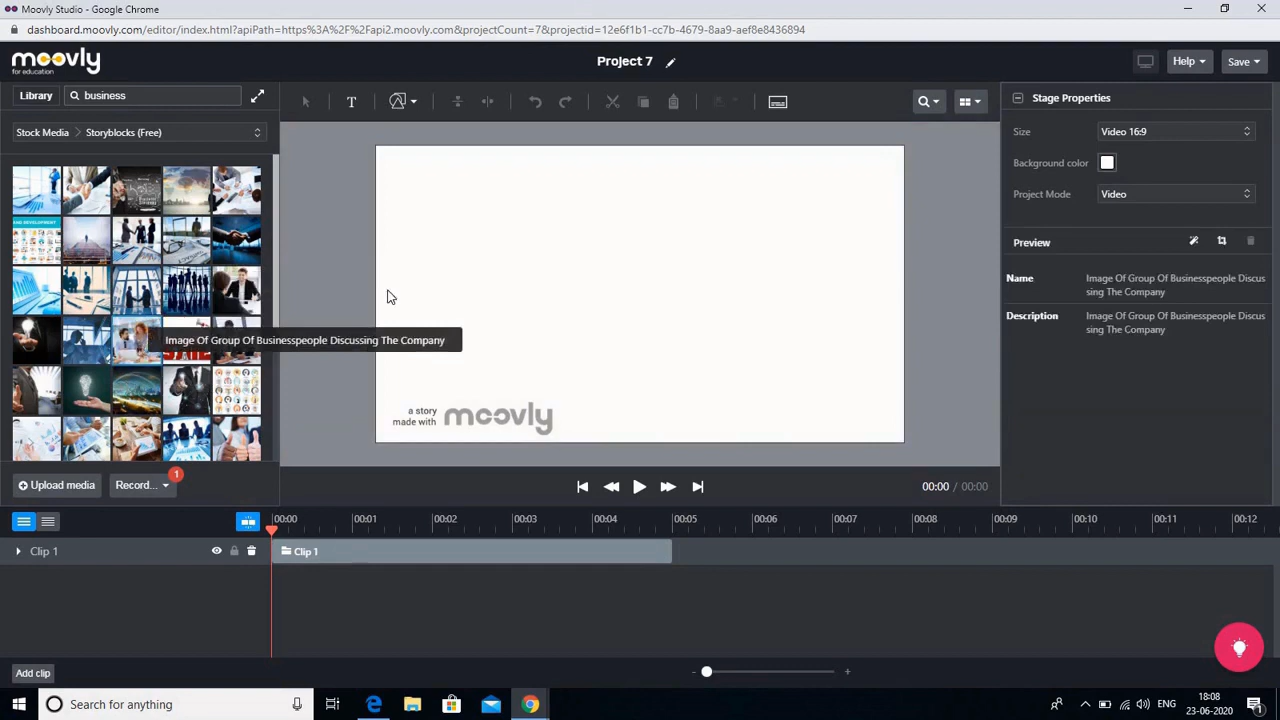 Moovly Studio - Google Chrome
dashboard.moovly.com/editor/index.html?apiPath=https%3A%2F%2Fapi2.moovly.com&projectCount=7&projectid=12e6f1b1-cc7b-4679-8aa9-aef8e8436894
moovly
for education
Project 7
Help
Save
Library
business
Stock Media
Storyblocks (Free)
Stage Properties
Size
Video 16:9
Background color
Project Mode
Video
Preview
Name
Image Of Group Of Businesspeople Discus
sing The Company
Description
Image Of Group Of Businesspeople Discus
sing The Company
Image Of Group Of Businesspeople Discussing The Company
a story
made with
moovly
Upload media
Record...
1
00:00 / 00:00
00:00
00:01
00:02
00:03
00:04
00:05
00:06
00:07
00:08
00:09
00:10
00:11
00:12
Clip 1
Clip 1
Add clip
- +
Search for anything
ENG
18:08
23-06-2020
1